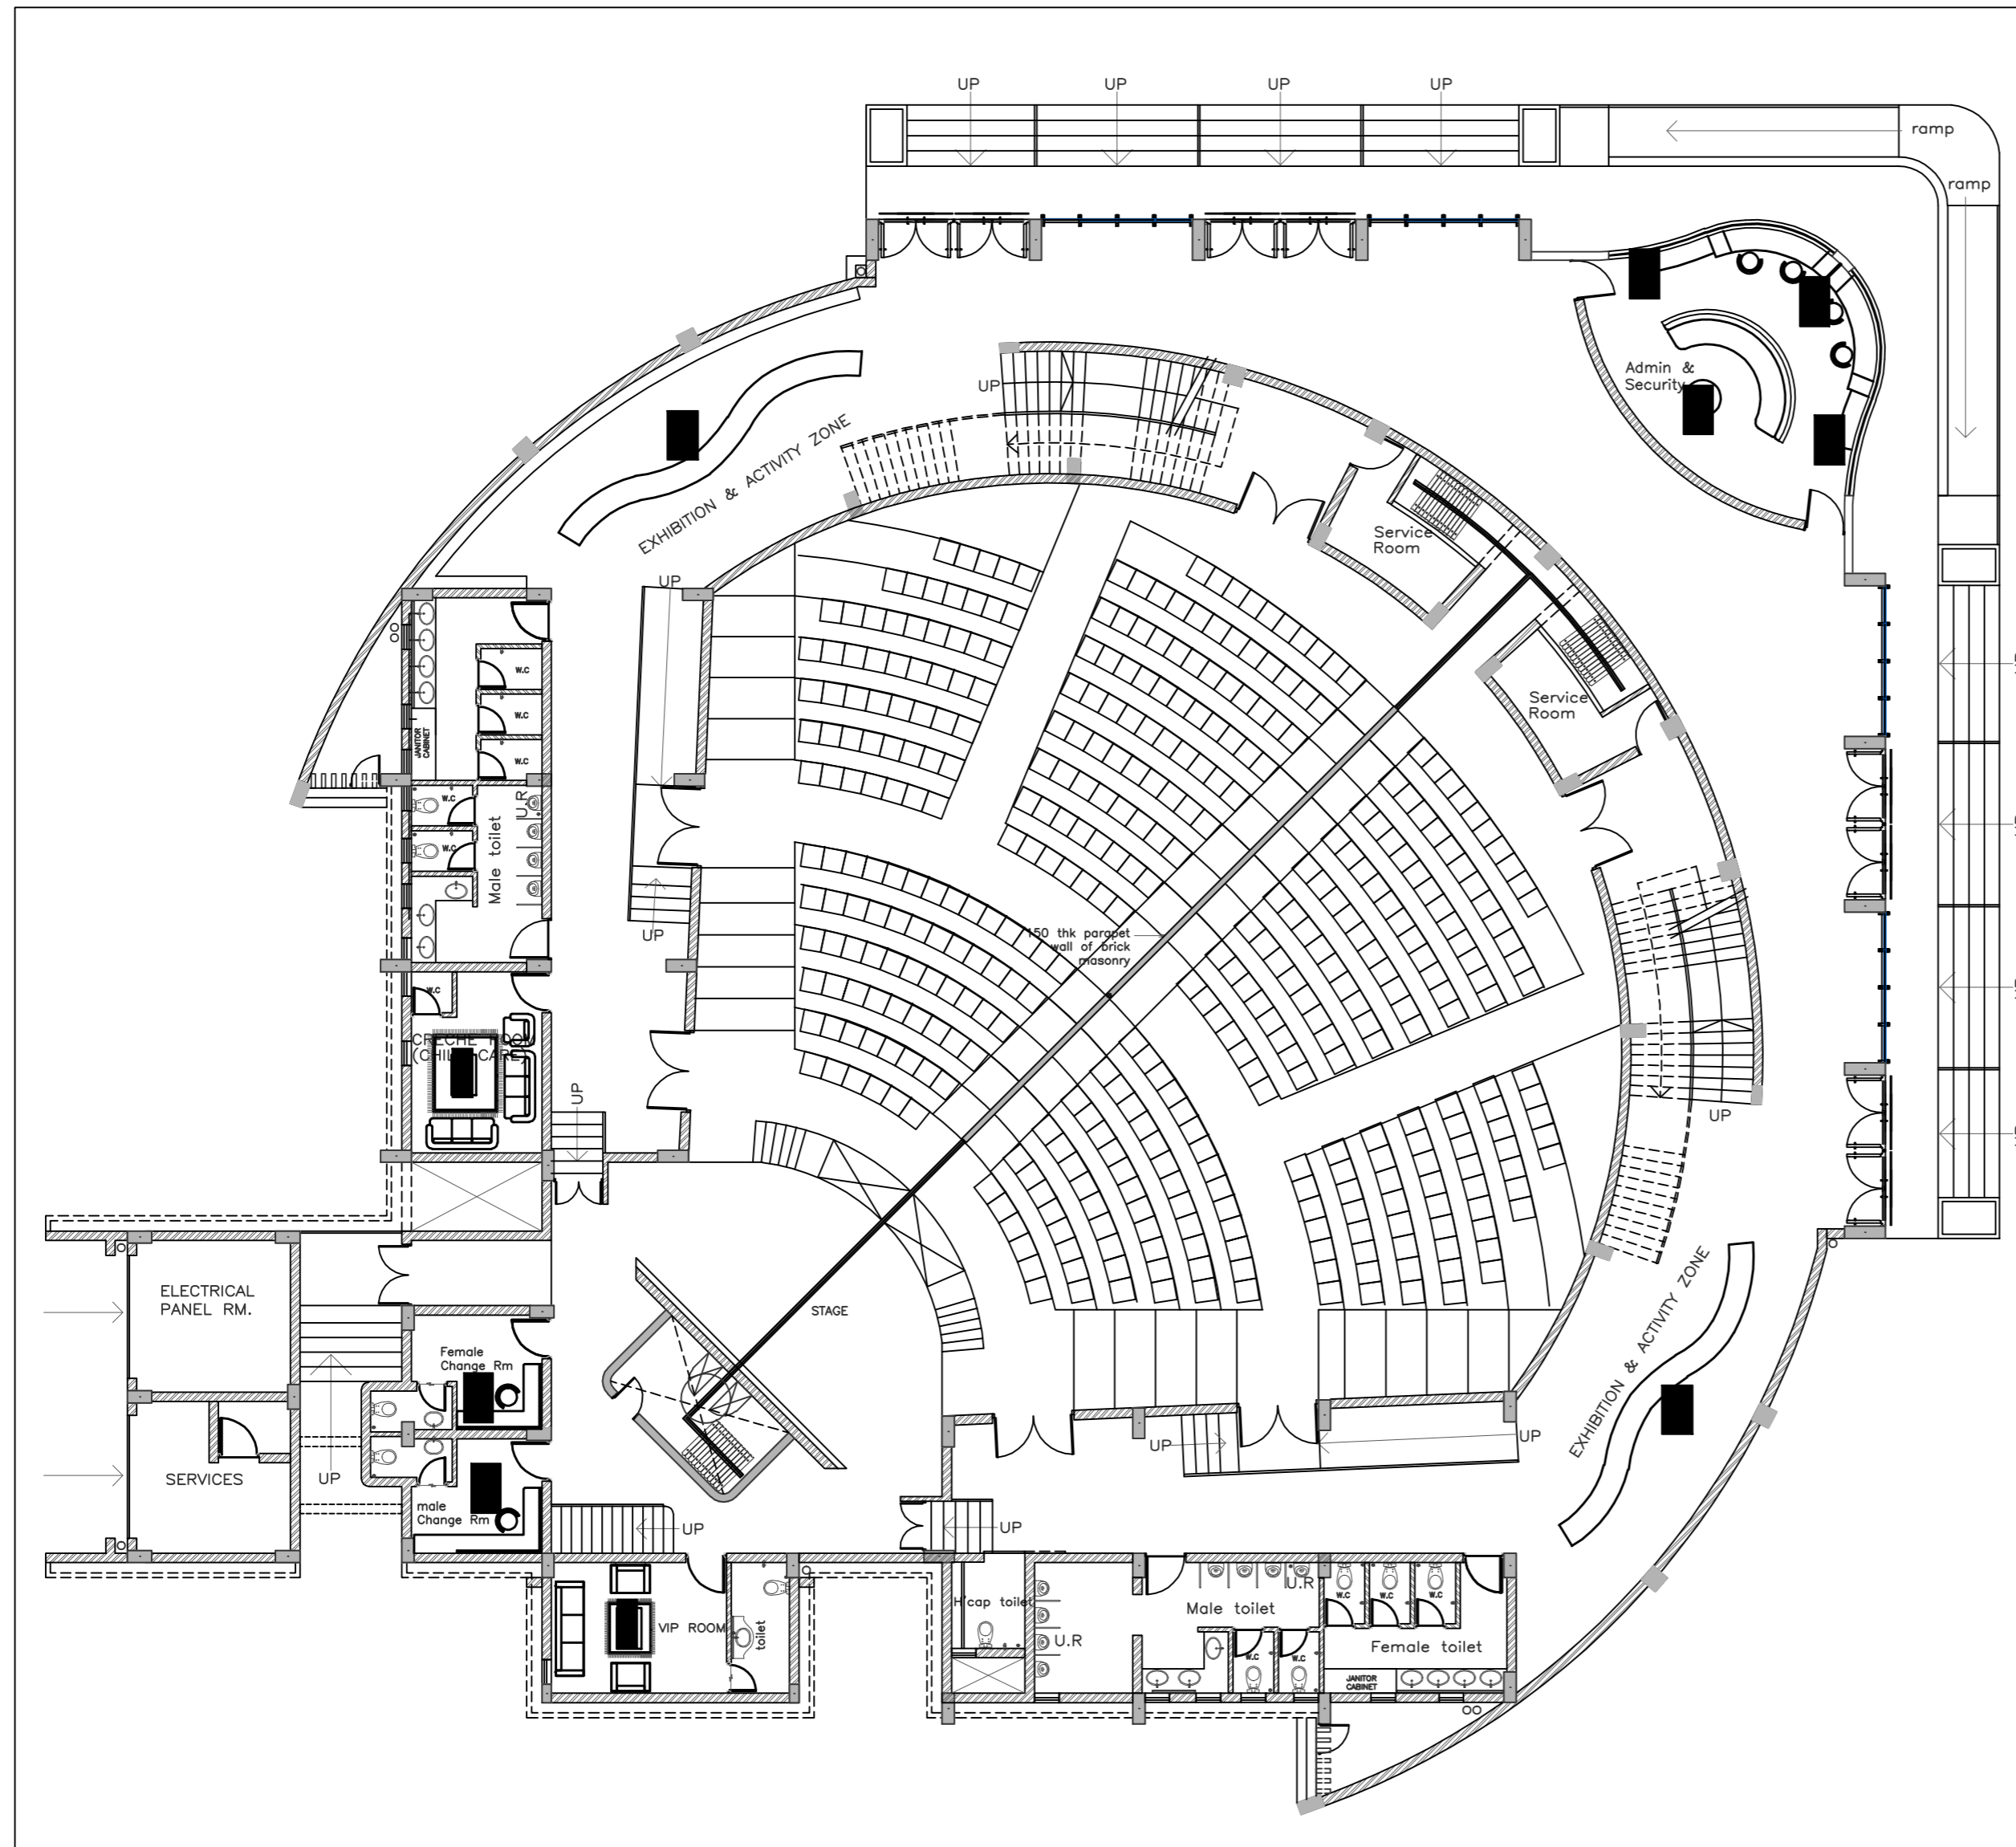 UP
UP
UP
UP
ramp
ramp
Admin &
Security
UP
EXHIBITION & ACTIVITY ZONE
Service
Room
UP
W.C
W.C
W.C
JANITOR
CABINET
Service
Room
W.C
W.C
U.R
Male toilet
UP
150 thk parapet
wall of brick
masonry
W.C
CRECHE ROOM
(CHILD CARE)
UP
UP
ELECTRICAL
PANEL RM.
STAGE
EXHIBITION & ACTIVITY ZONE
Female
Change Rm
UP
UP
SERVICES
UP
male
Change Rm
UP
UP
H'cap toilet
U.R
Male toilet
U.R
W.C
W.C
W.C
VIP ROOM
toilet
Female toilet
W.C
W.C
JANITOR
CABINET